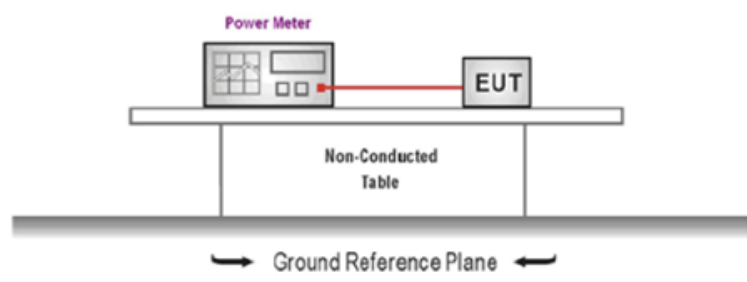 Power Meter
EUT
Non-Conducted
Table
Ground Reference Plane